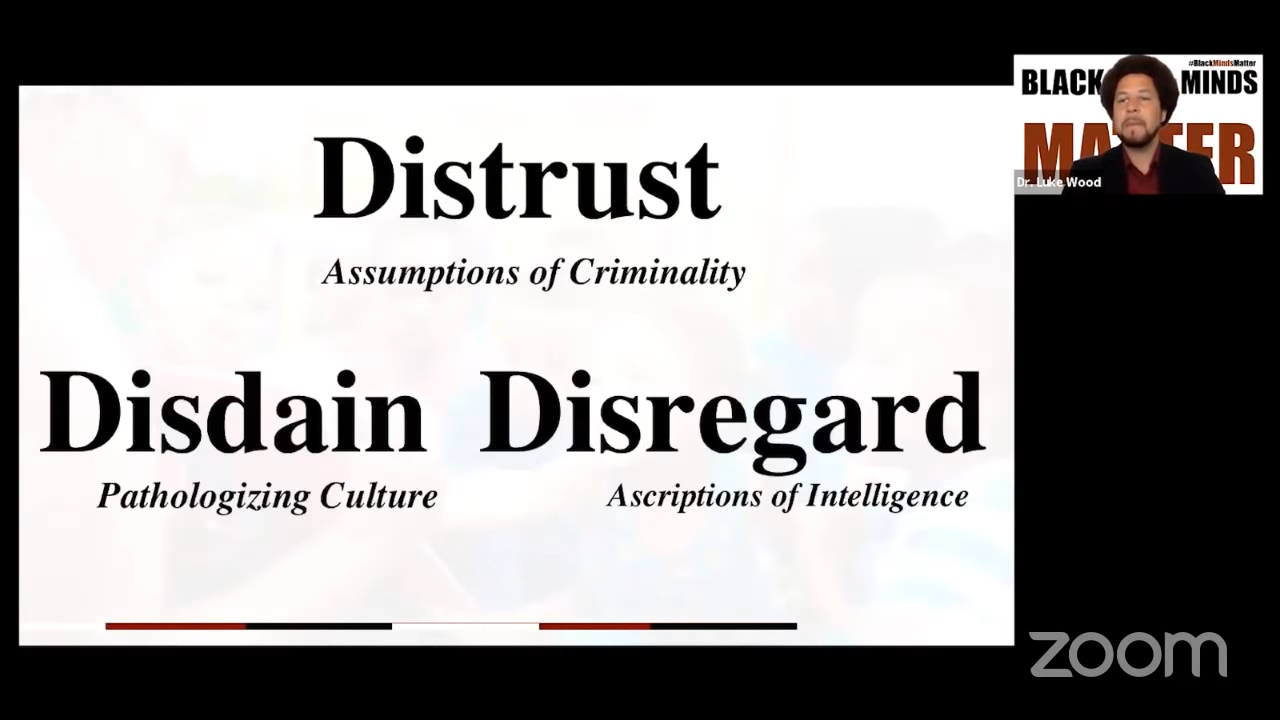 Distrust
Assumptions of Criminality
Disdain Disregard
Pathologizing Culture Ascriptions of Intelligence
#BlackMindsMatter
BLACK MINDS
MATTER
Dr. Luke Wood
zoom